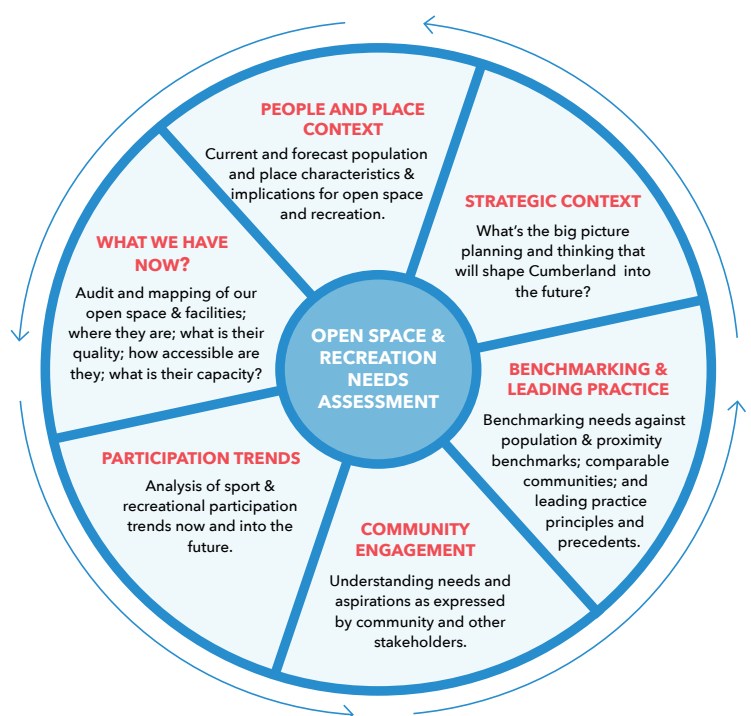 PEOPLE AND PLACE
CONTEXT
Current and forecast population
and place characteristics &
implications for open space
and recreation.
STRATEGIC CONTEXT
What's the big picture
planning and thinking that
will shape Cumberland into
the future?
WHAT WE HAVE
NOW?
Audit and mapping of our
open space & facilities;
where they are; what is their
quality; how accessible are
they; what is their capacity?
OPEN SPACE &
RECREATION
NEEDS
ASSESSMENT
BENCHMARKING &
LEADING PRACTICE
Benchmarking needs against
population & proximity
benchmarks; comparable
communities; and
leading practice
principles and
precedents.
PARTICIPATION TRENDS
Analysis of sport &
recreational participation
trends now and into the
future.
COMMUNITY
ENGAGEMENT
Understanding needs and
aspirations as expressed
by community and other
stakeholders.